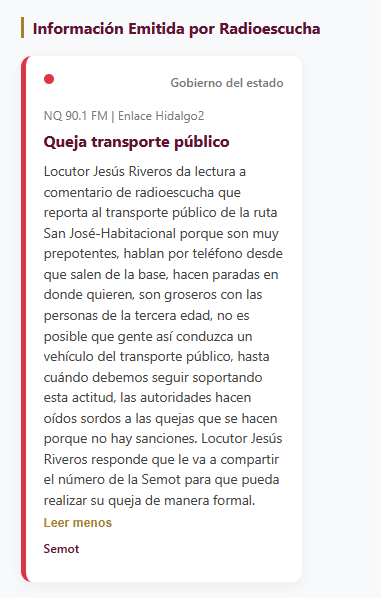 Información Emitida por Radioescucha
Gobierno del estado
NQ 90.1 FM | Enlace Hidalgo2
Queja transporte público
Locutor Jesús Riveros da lectura a
comentario de radioescucha que
reporta al transporte público de la ruta
San José-Habitacional porque son muy
prepotentes, hablan por teléfono desde
que salen de la base, hacen paradas en
donde quieren, son groseros con las
personas de la tercera edad, no es
posible que gente así conduzca un
vehículo del transporte público, hasta
cuándo debemos seguir soportando
esta actitud, las autoridades hacen
oídos sordos a las quejas que se hacen
porque no hay sanciones. Locutor Jesús
Riveros responde que le va a compartir
el número de la Semot para que pueda
realizar su queja de manera formal.
Leer menos
Semot